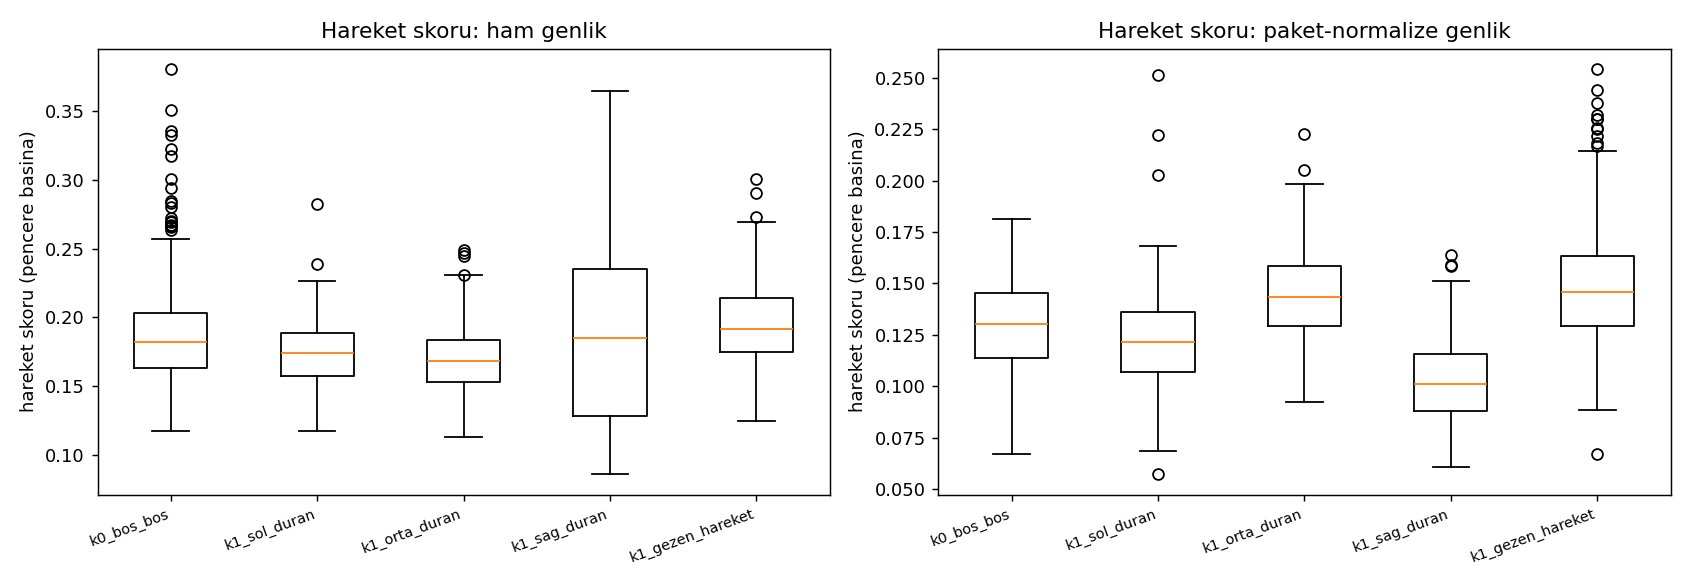 Hareket skoru: ham genlik
hareket skoru (pencere basina)
0.35
0.30
0.25
0.20
0.15
0.10
k0_bos_bos
k1_sol_duran
k1_orta_duran
k1_sag_duran
k1_gezen_hareket
Hareket skoru: paket-normalize genlik
hareket skoru (pencere basina)
0.250
0.225
0.200
0.175
0.150
0.125
0.100
0.075
0.050
k0_bos_bos
k1_sol_duran
k1_orta_duran
k1_sag_duran
k1_gezen_hareket